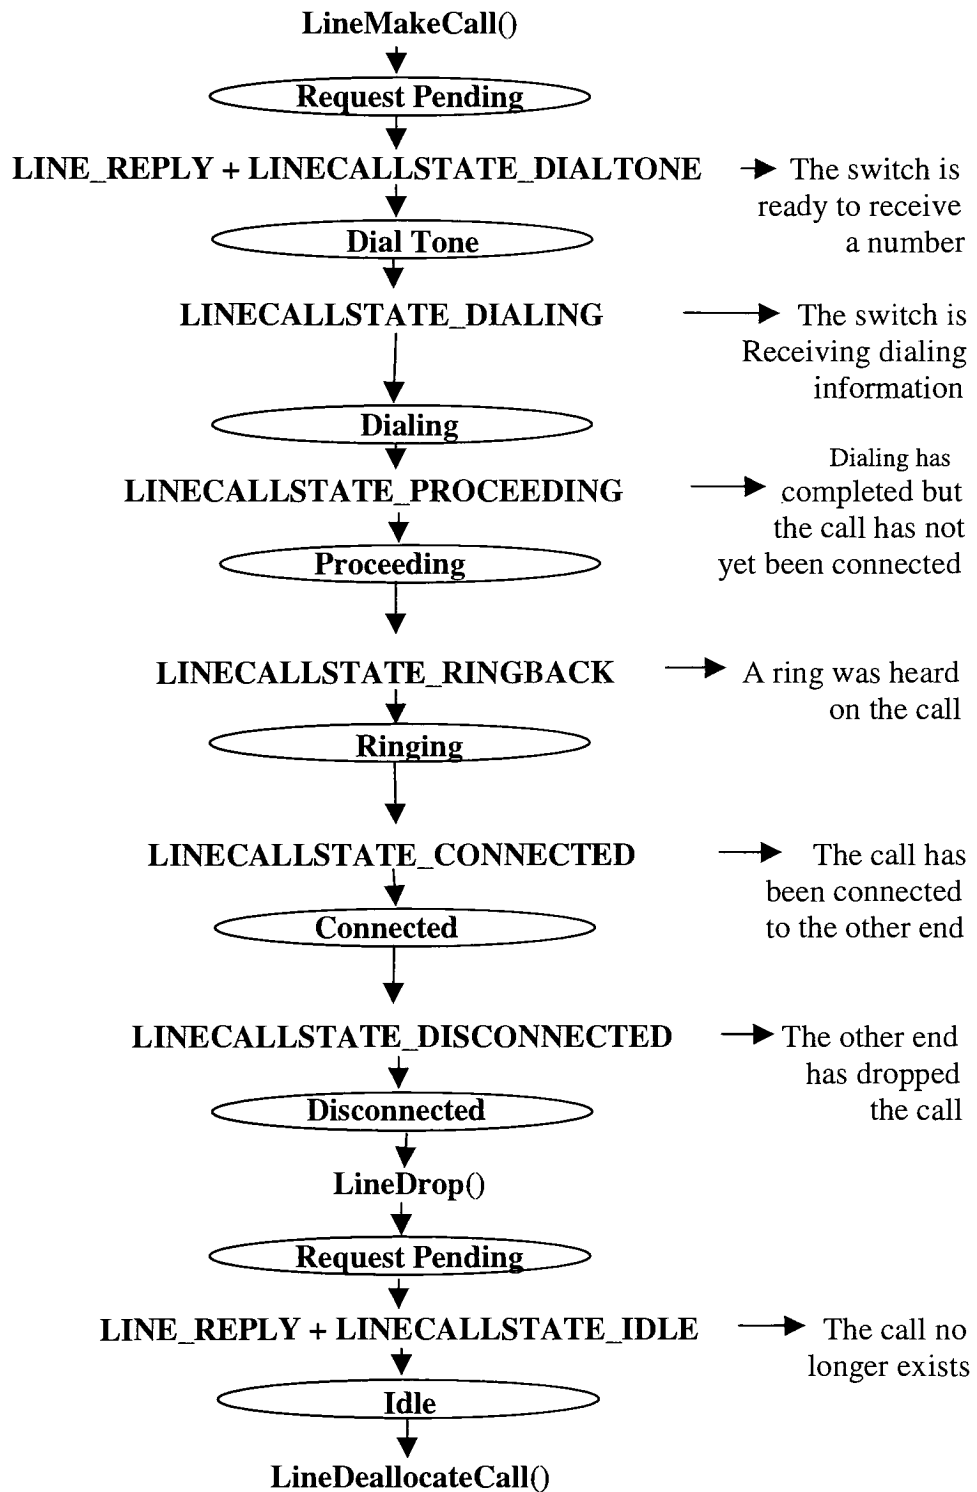 LineMakeCall()
Request Pending
LINE_REPLY + LINECALLSTATE_DIALTONE
The switch is
ready to receive
a number
Dial Tone
LINECALLSTATE_DIALING
The switch is
Receiving dialing
information
Dialing
LINECALLSTATE_PROCEEDING
Dialing has
completed but
the call has not
yet been connected
Proceeding
LINECALLSTATE_RINGBACK
A ring was heard
on the call
Ringing
LINECALLSTATE_CONNECTED
The call has
been connected
to the other end
Connected
LINECALLSTATE_DISCONNECTED
The other end
has dropped
the call
Disconnected
LineDrop()
Request Pending
LINE_REPLY + LINECALLSTATE_IDLE
The call no
longer exists
Idle
LineDeallocateCall()